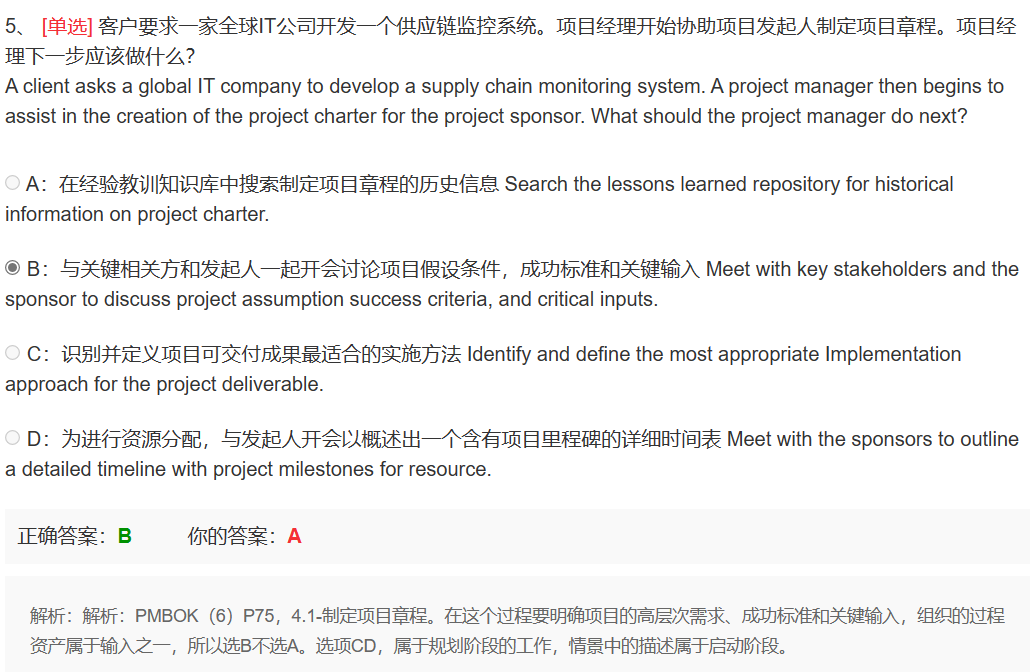 5、 [单选] 客户要求一家全球IT公司开发一个供应链监控系统。项目经理开始协助项目发起人制定项目章程。项目经
理下一步应该做什么？
A client asks a global IT company to develop a supply chain monitoring system. A project manager then begins to
assist in the creation of the project charter for the project sponsor. What should the project manager do next?
A： 在经验教训知识库中搜索制定项目章程的历史信息 Search the lessons learned repository for historical
information on project charter.
B： 与关键相关方和发起人一起开会讨论项目假设条件，成功标准和关键输入 Meet with key stakeholders and the
sponsor to discuss project assumption success criteria, and critical inputs.
C： 识别并定义项目可交付成果最适合的实施方法 Identify and define the most appropriate Implementation
approach for the project deliverable.
D： 为进行资源分配，与发起人开会以概述出一个含有项目里程碑的详细时间表 Meet with the sponsors to outline
a detailed timeline with project milestones for resource.
正确答案： B 你的答案： A
解析：解析：PMBOK（6）P75，4.1-制定项目章程。在这个过程要明确项目的高层次需求、成功标准和关键输入，组织的过程
资产属于输入之一，所以选B不选A。选项CD，属于规划阶段的工作，情景中的描述属于启动阶段。